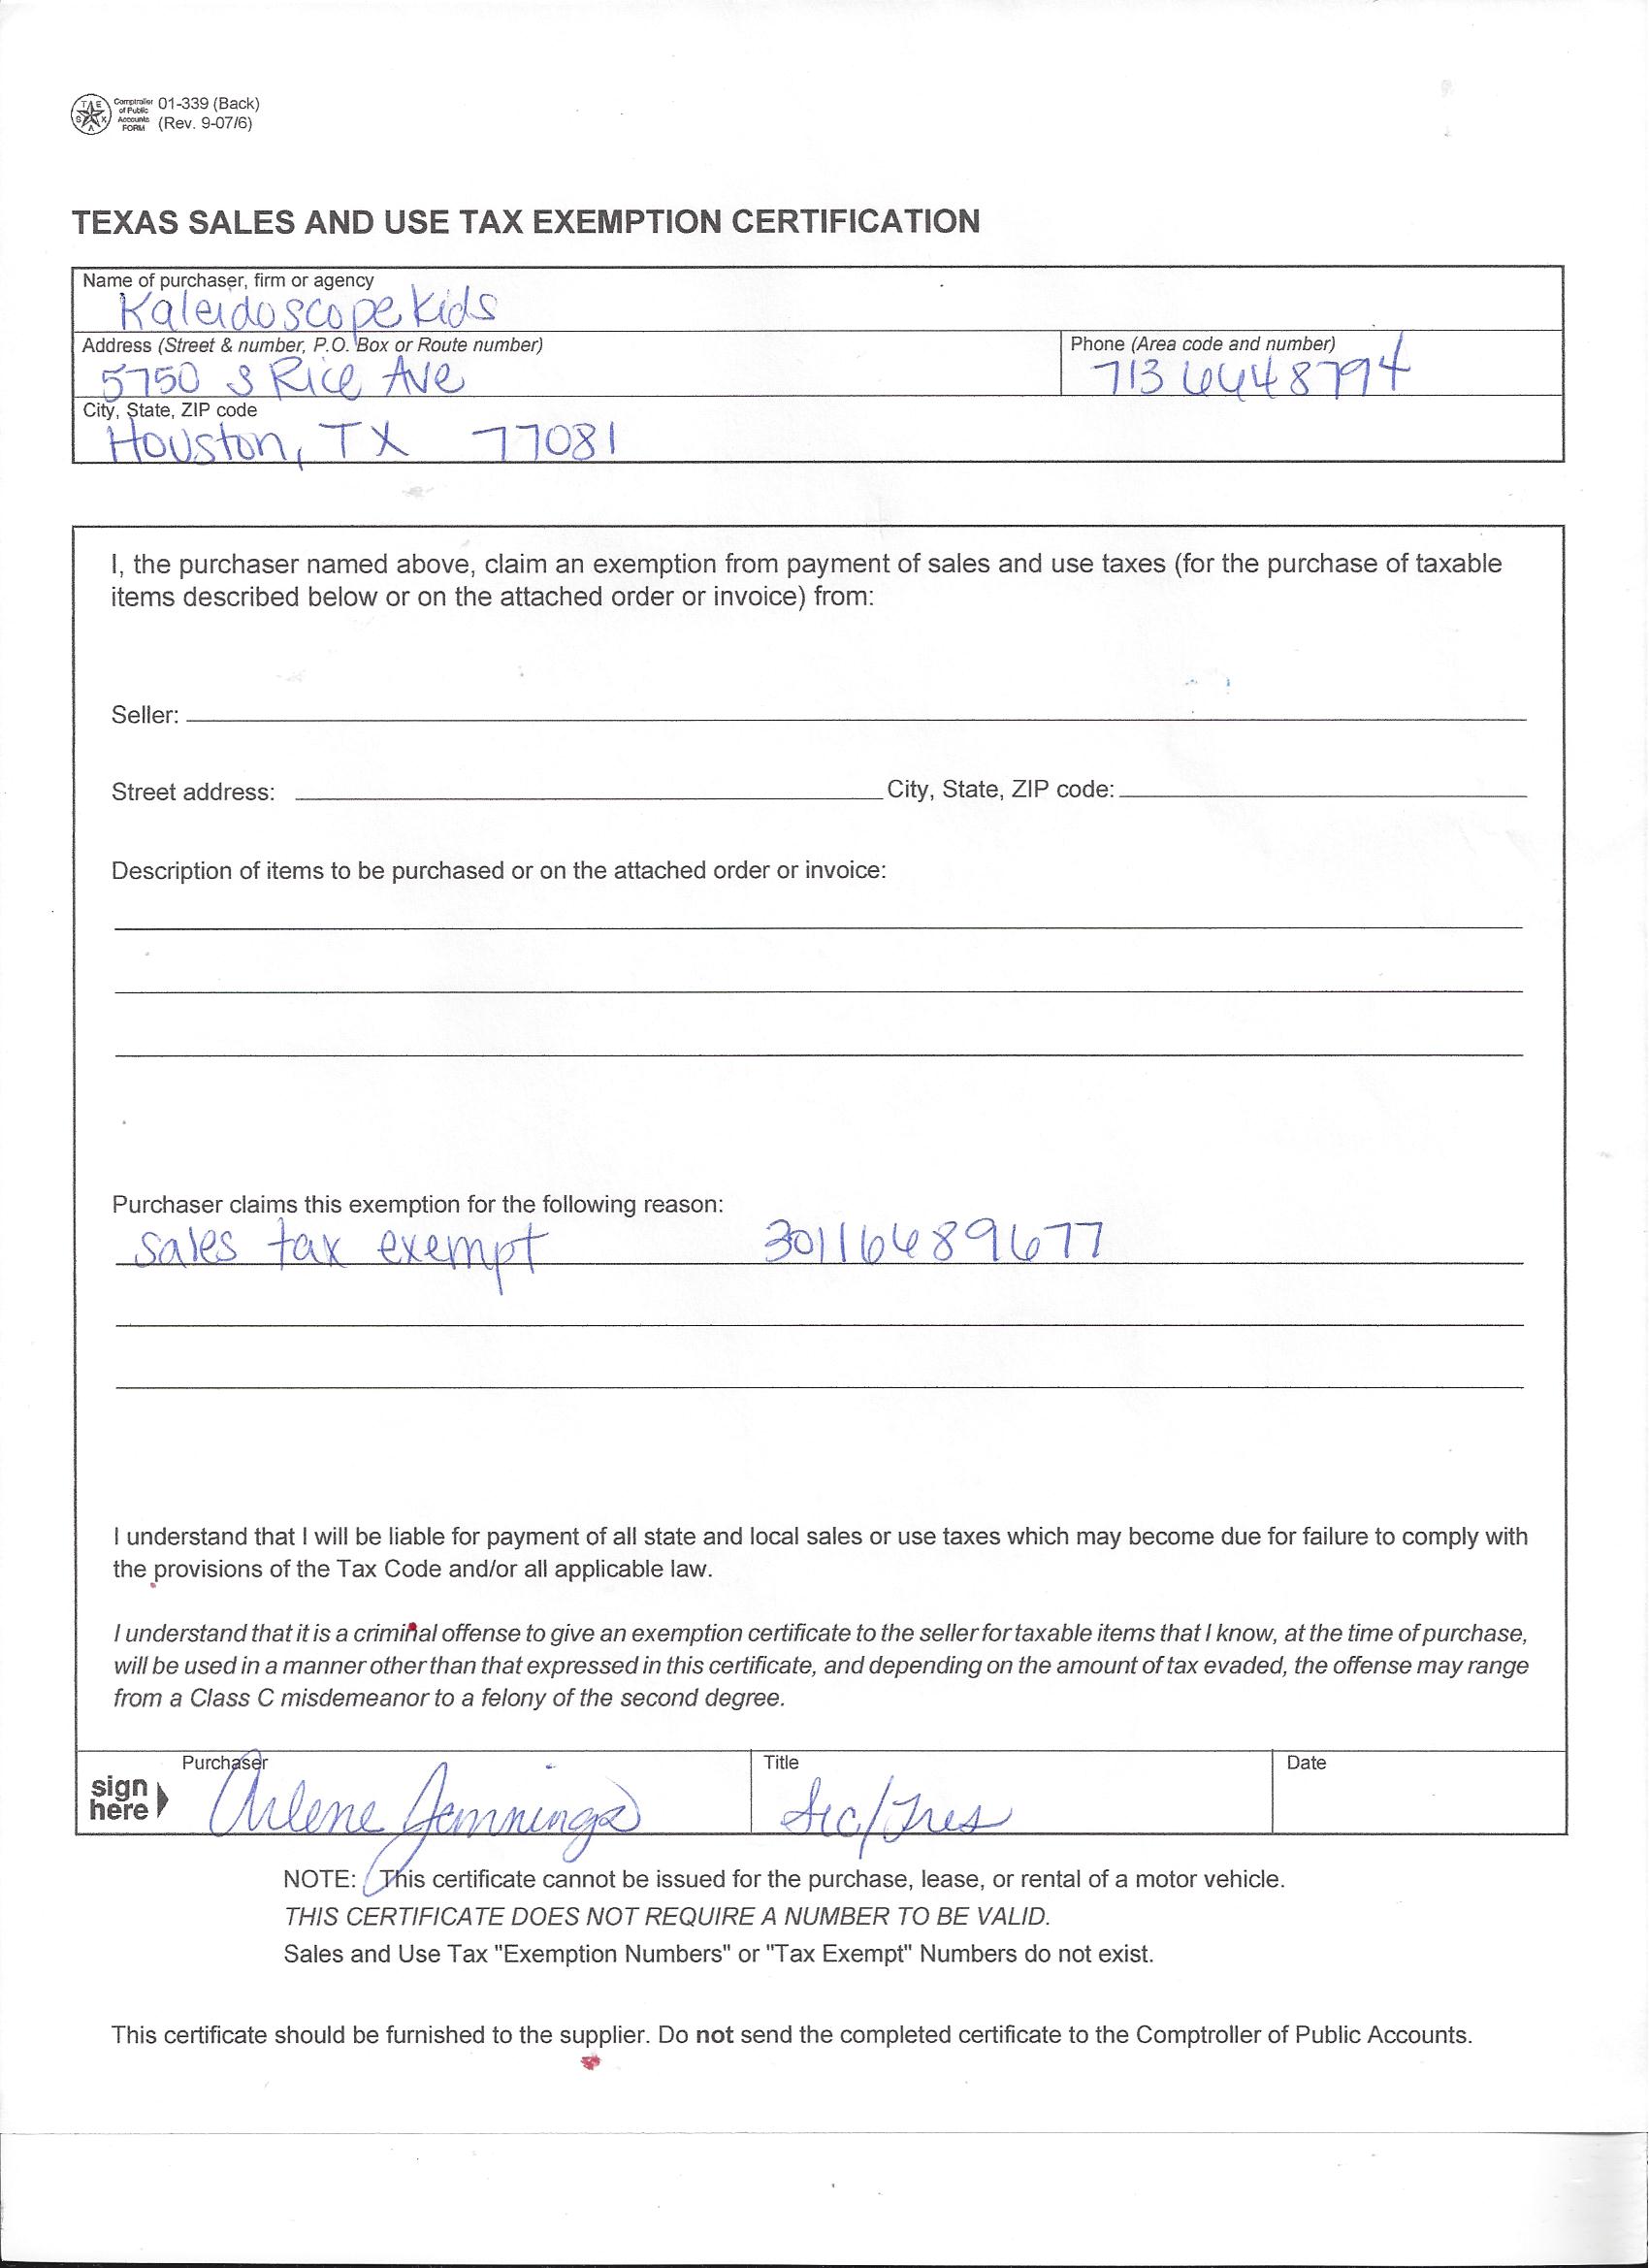 TAE
S X
A
Comptroller of Public Accounts FORM
01-339 (Back)
(Rev. 9-07/6)
TEXAS SALES AND USE TAX EXEMPTION CERTIFICATION
Name of purchaser, firm or agency
Kaleidoscope Kids
Address (Street & number, P.O. Box or Route number)
Phone (Area code and number)
5750 S Rice Ave
713 6648794
City, State, ZIP code
Houston, TX 77081
I, the purchaser named above, claim an exemption from payment of sales and use taxes (for the purchase of taxable
items described below or on the attached order or invoice) from:
Seller:
Street address: City, State, ZIP code:
Description of items to be purchased or on the attached order or invoice:
Purchaser claims this exemption for the following reason:
sales tax exempt 30116689677
I understand that I will be liable for payment of all state and local sales or use taxes which may become due for failure to comply with
the provisions of the Tax Code and/or all applicable law.
I understand that it is a criminal offense to give an exemption certificate to the seller for taxable items that I know, at the time of purchase,
will be used in a manner other than that expressed in this certificate, and depending on the amount of tax evaded, the offense may range
from a Class C misdemeanor to a felony of the second degree.
sign here
Purchaser
Arlene Jennings
Title
Sec/Tres
Date
NOTE: This certificate cannot be issued for the purchase, lease, or rental of a motor vehicle.
THIS CERTIFICATE DOES NOT REQUIRE A NUMBER TO BE VALID.
Sales and Use Tax "Exemption Numbers" or "Tax Exempt" Numbers do not exist.
This certificate should be furnished to the supplier. Do not send the completed certificate to the Comptroller of Public Accounts.